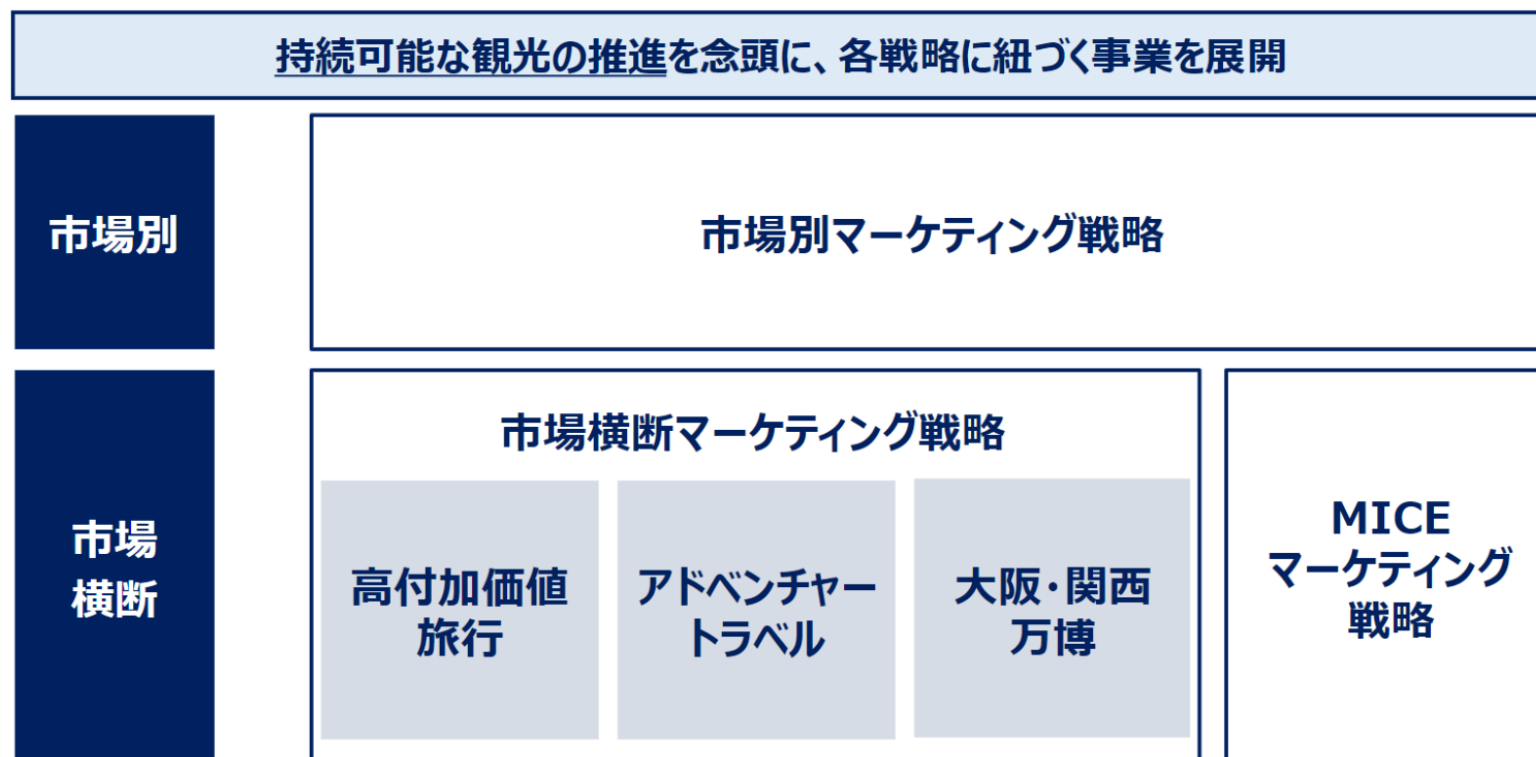 持続可能な観光の推進を念頭に、各戦略に紐づく事業を展開
市場別
市場別マーケティング戦略
市場
横断
市場横断マーケティング戦略
高付加価値
旅行
アドベンチャー
トラベル
大阪・関西
万博
MICE
マーケティング
戦略